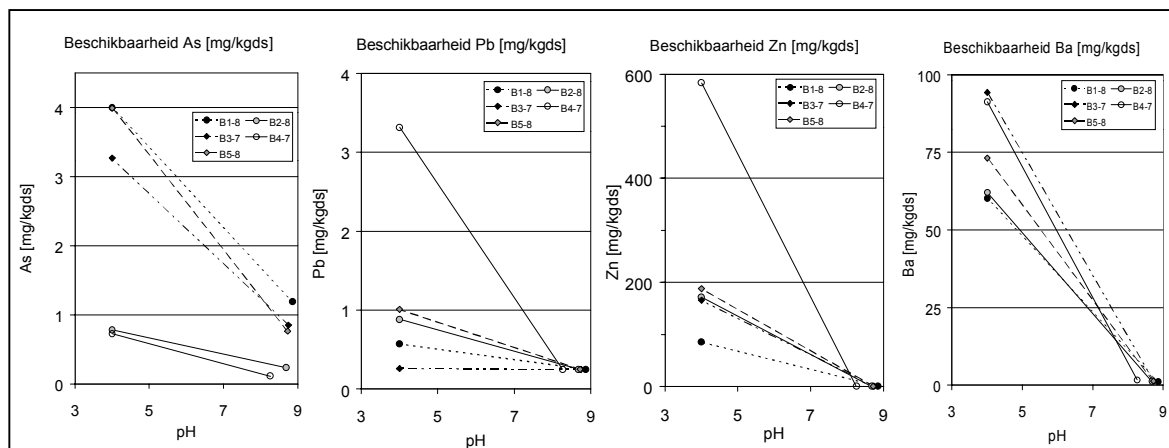 Beschikbaarheid As [mg/kgds]
4
3
2
1
0
As [mg/kgds]
3 5 7 9
pH
B1-8 B2-8
B3-7 B4-7
B5-8
Beschikbaarheid Pb [mg/kgds]
4
3
2
1
0
Pb [mg/kgds]
3 5 7 9
pH
B1-8 B2-8
B3-7 B4-7
B5-8
Beschikbaarheid Zn [mg/kgds]
600
400
200
0
Zn [mg/kgds]
3 5 7 9
pH
B1-8 B2-8
B3-7 B4-7
B5-8
Beschikbaarheid Ba [mg/kgds]
100
75
50
25
0
Ba [mg/kgds]
3 5 7 9
pH
B1-8 B2-8
B3-7 B4-7
B5-8